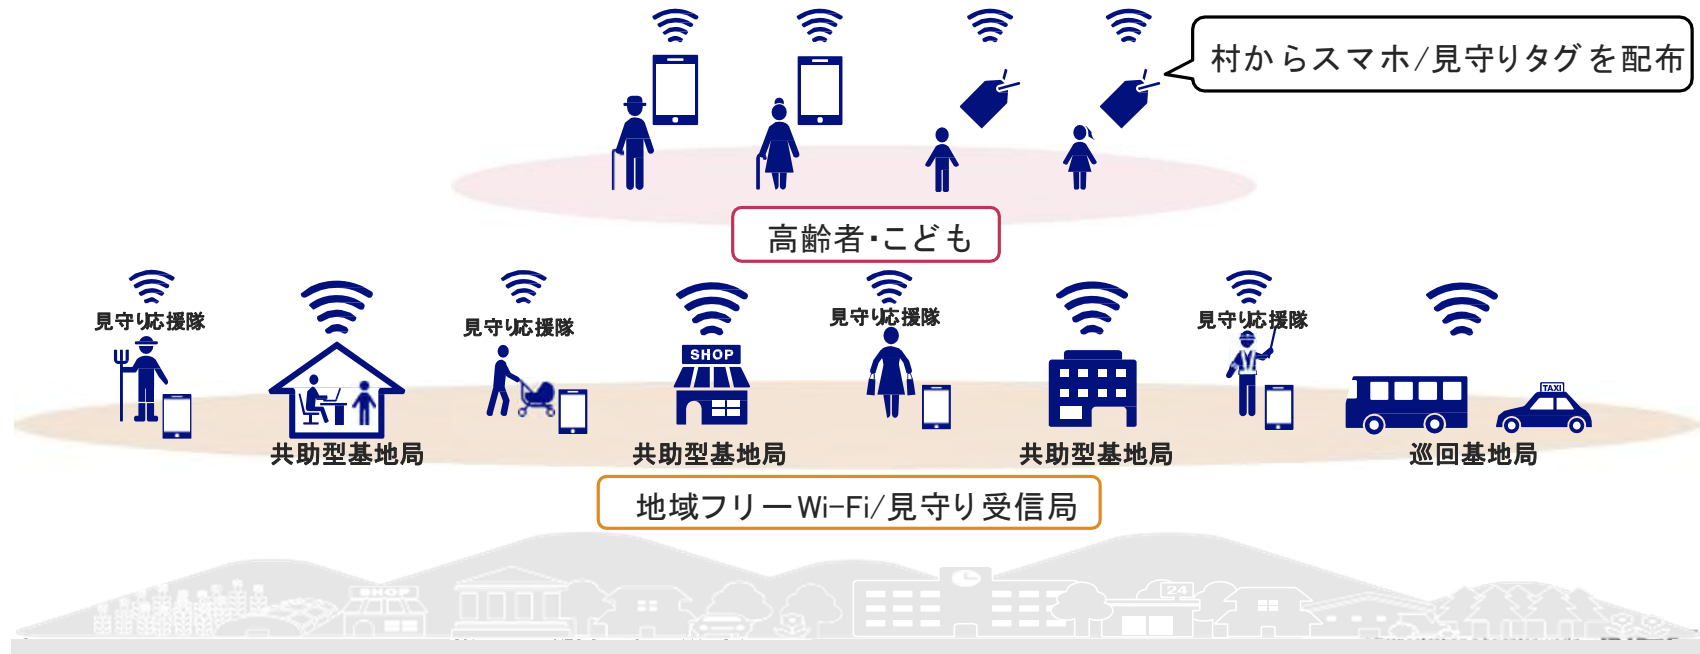 村からスマホ/見守りタグを配布
高齢者・こども
見守り応援隊
見守り応援隊
見守り応援隊
見守り応援隊
SHOP
TAXI
共助型基地局
共助型基地局
共助型基地局
巡回基地局
地域フリーWi-Fi/見守り受信局
SHOP
24